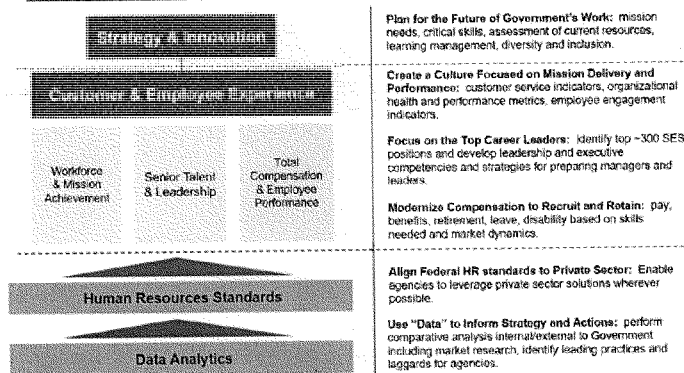 Strategy & Innovation
Customer & Employee Experience
Workforce
& Mission
Achievement
Senior Talent
& Leadership
Total
Compensation
& Employee
Performance
Human Resources Standards
Data Analytics
Plan for the Future of Government's Work: mission
needs, critical skills, assessment of current resources,
learning management, diversity and inclusion.
Create a Culture Focused on Mission Delivery and
Performance: customer service indicators, organizational
health and performance metrics, employee engagement
indicators.
Focus on the Top Career Leaders: identify top ~300 SES
positions and develop leadership and executive
competencies and strategies for preparing managers and
leaders.
Modernize Compensation to Recruit and Retain: pay,
benefits, retirement, leave, disability based on skills
needed and market dynamics.
Align Federal HR standards to Private Sector: Enable
agencies to leverage private sector solutions wherever
possible.
Use "Data" to Inform Strategy and Actions: perform
comparative analysis internal/external to Government
including market research, identify leading practices and
laggards for agencies.